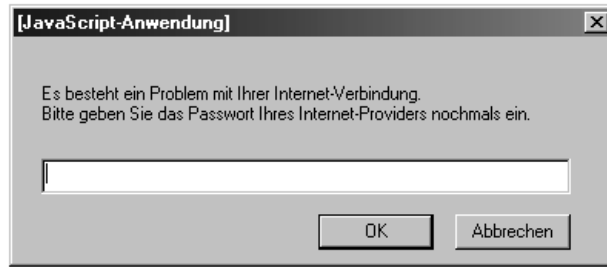 [JavaScript-Anwendung]
Es besteht ein Problem mit Ihrer Internet-Verbindung.
Bitte geben Sie das Passwort Ihres Internet-Providers nochmals ein.
OK Abbrechen